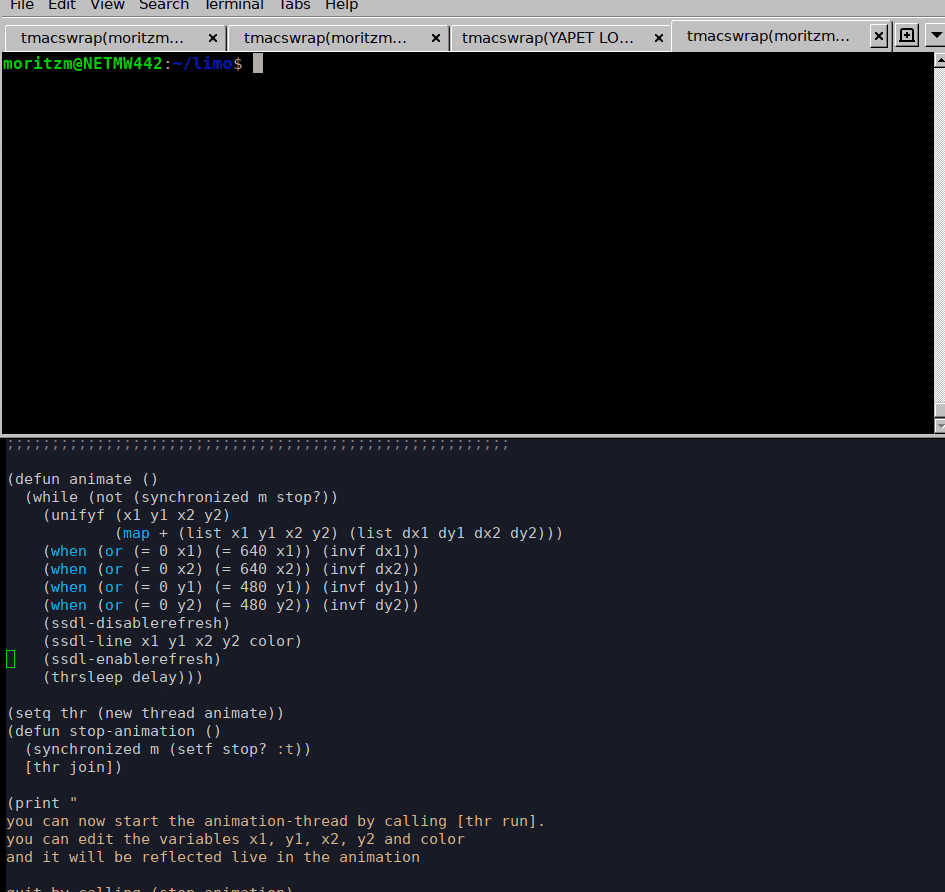 File Edit View Search Terminal Tabs Help
tmacswrap(moritzm... × tmacswrap(moritzm... × tmacswrap(YAPET LO... × tmacswrap(moritzm... ×
moritzm@NETMW442:~/limo$
;;;;;;;;;;;;;;;;;;;;;;;;;;;;;;;;;;;;;;;;;;;;;;;;;;;;;;;;
(defun animate ()
  (while (not (synchronized m stop?))
    (unifyf (x1 y1 x2 y2)
            (map + (list x1 y1 x2 y2) (list dx1 dy1 dx2 dy2)))
    (when (or (= 0 x1) (= 640 x1)) (invf dx1))
    (when (or (= 0 x2) (= 640 x2)) (invf dx2))
    (when (or (= 0 y1) (= 480 y1)) (invf dy1))
    (when (or (= 0 y2) (= 480 y2)) (invf dy2))
    (ssdl-disablerefresh)
    (ssdl-line x1 y1 x2 y2 color)
    (ssdl-enablerefresh)
    (thrsleep delay)))
(setq thr (new thread animate))
(defun stop-animation ()
  (synchronized m (setf stop? :t))
  [thr join])
(print "
you can now start the animation-thread by calling [thr run].
you can edit the variables x1, y1, x2, y2 and color
and it will be reflected live in the animation
quit by calling (stop-animation)